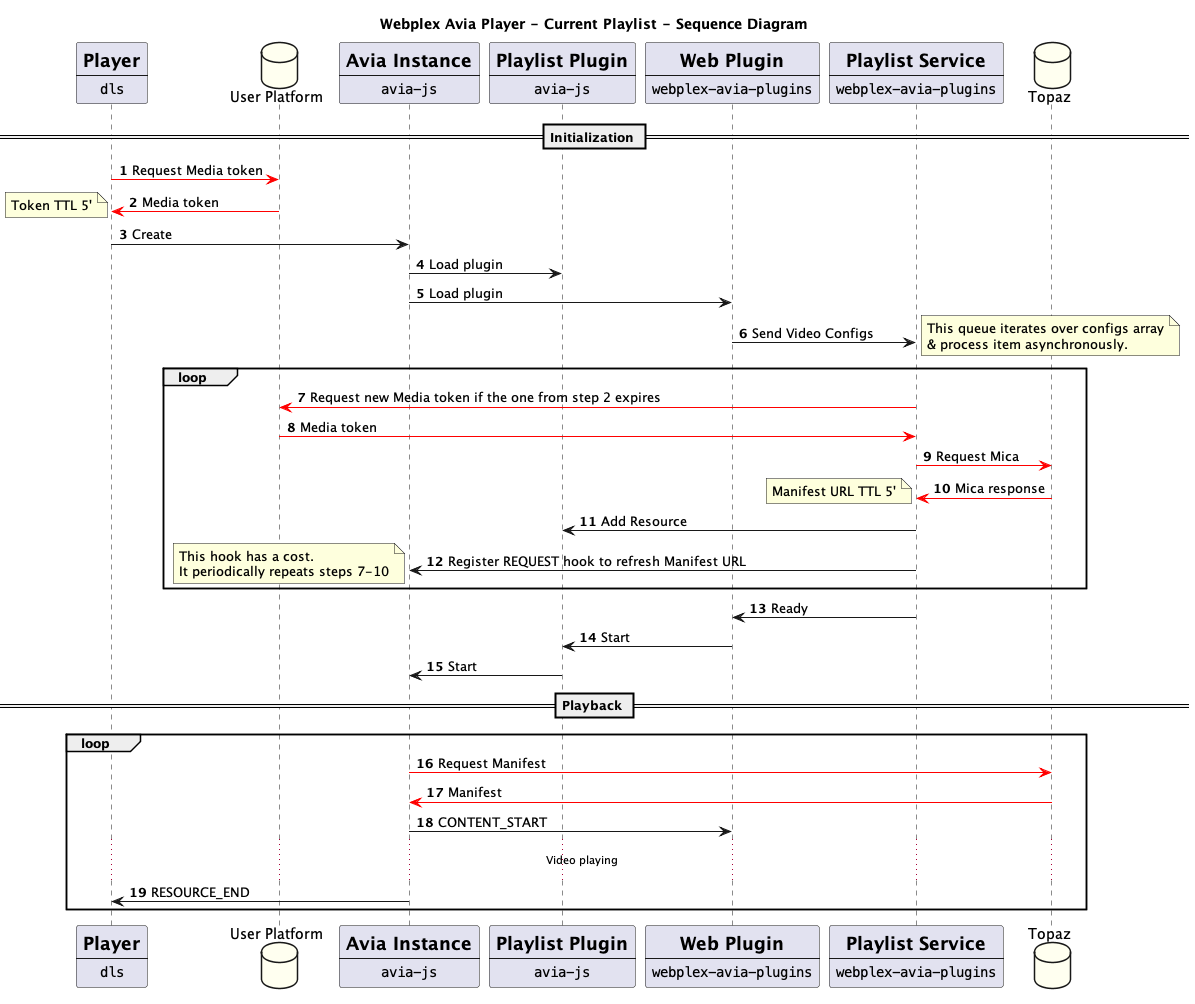 Webplex Avia Player - Current Playlist - Sequence Diagram
Player
dls
User Platform
Avia Instance
avia-js
Playlist Plugin
avia-js
Web Plugin
webplex-avia-plugins
Playlist Service
webplex-avia-plugins
Topaz
Initialization
1 Request Media token
Token TTL 5'
2 Media token
3 Create
4 Load plugin
5 Load plugin
6 Send Video Configs
This queue iterates over configs array
& process item asynchronously.
loop
7 Request new Media token if the one from step 2 expires
8 Media token
9 Request Mica
Manifest URL TTL 5'
10 Mica response
11 Add Resource
This hook has a cost.
It periodically repeats steps 7-10
12 Register REQUEST hook to refresh Manifest URL
13 Ready
14 Start
15 Start
Playback
loop
16 Request Manifest
17 Manifest
18 CONTENT_START
Video playing
19 RESOURCE_END
Player
dls
User Platform
Avia Instance
avia-js
Playlist Plugin
avia-js
Web Plugin
webplex-avia-plugins
Playlist Service
webplex-avia-plugins
Topaz